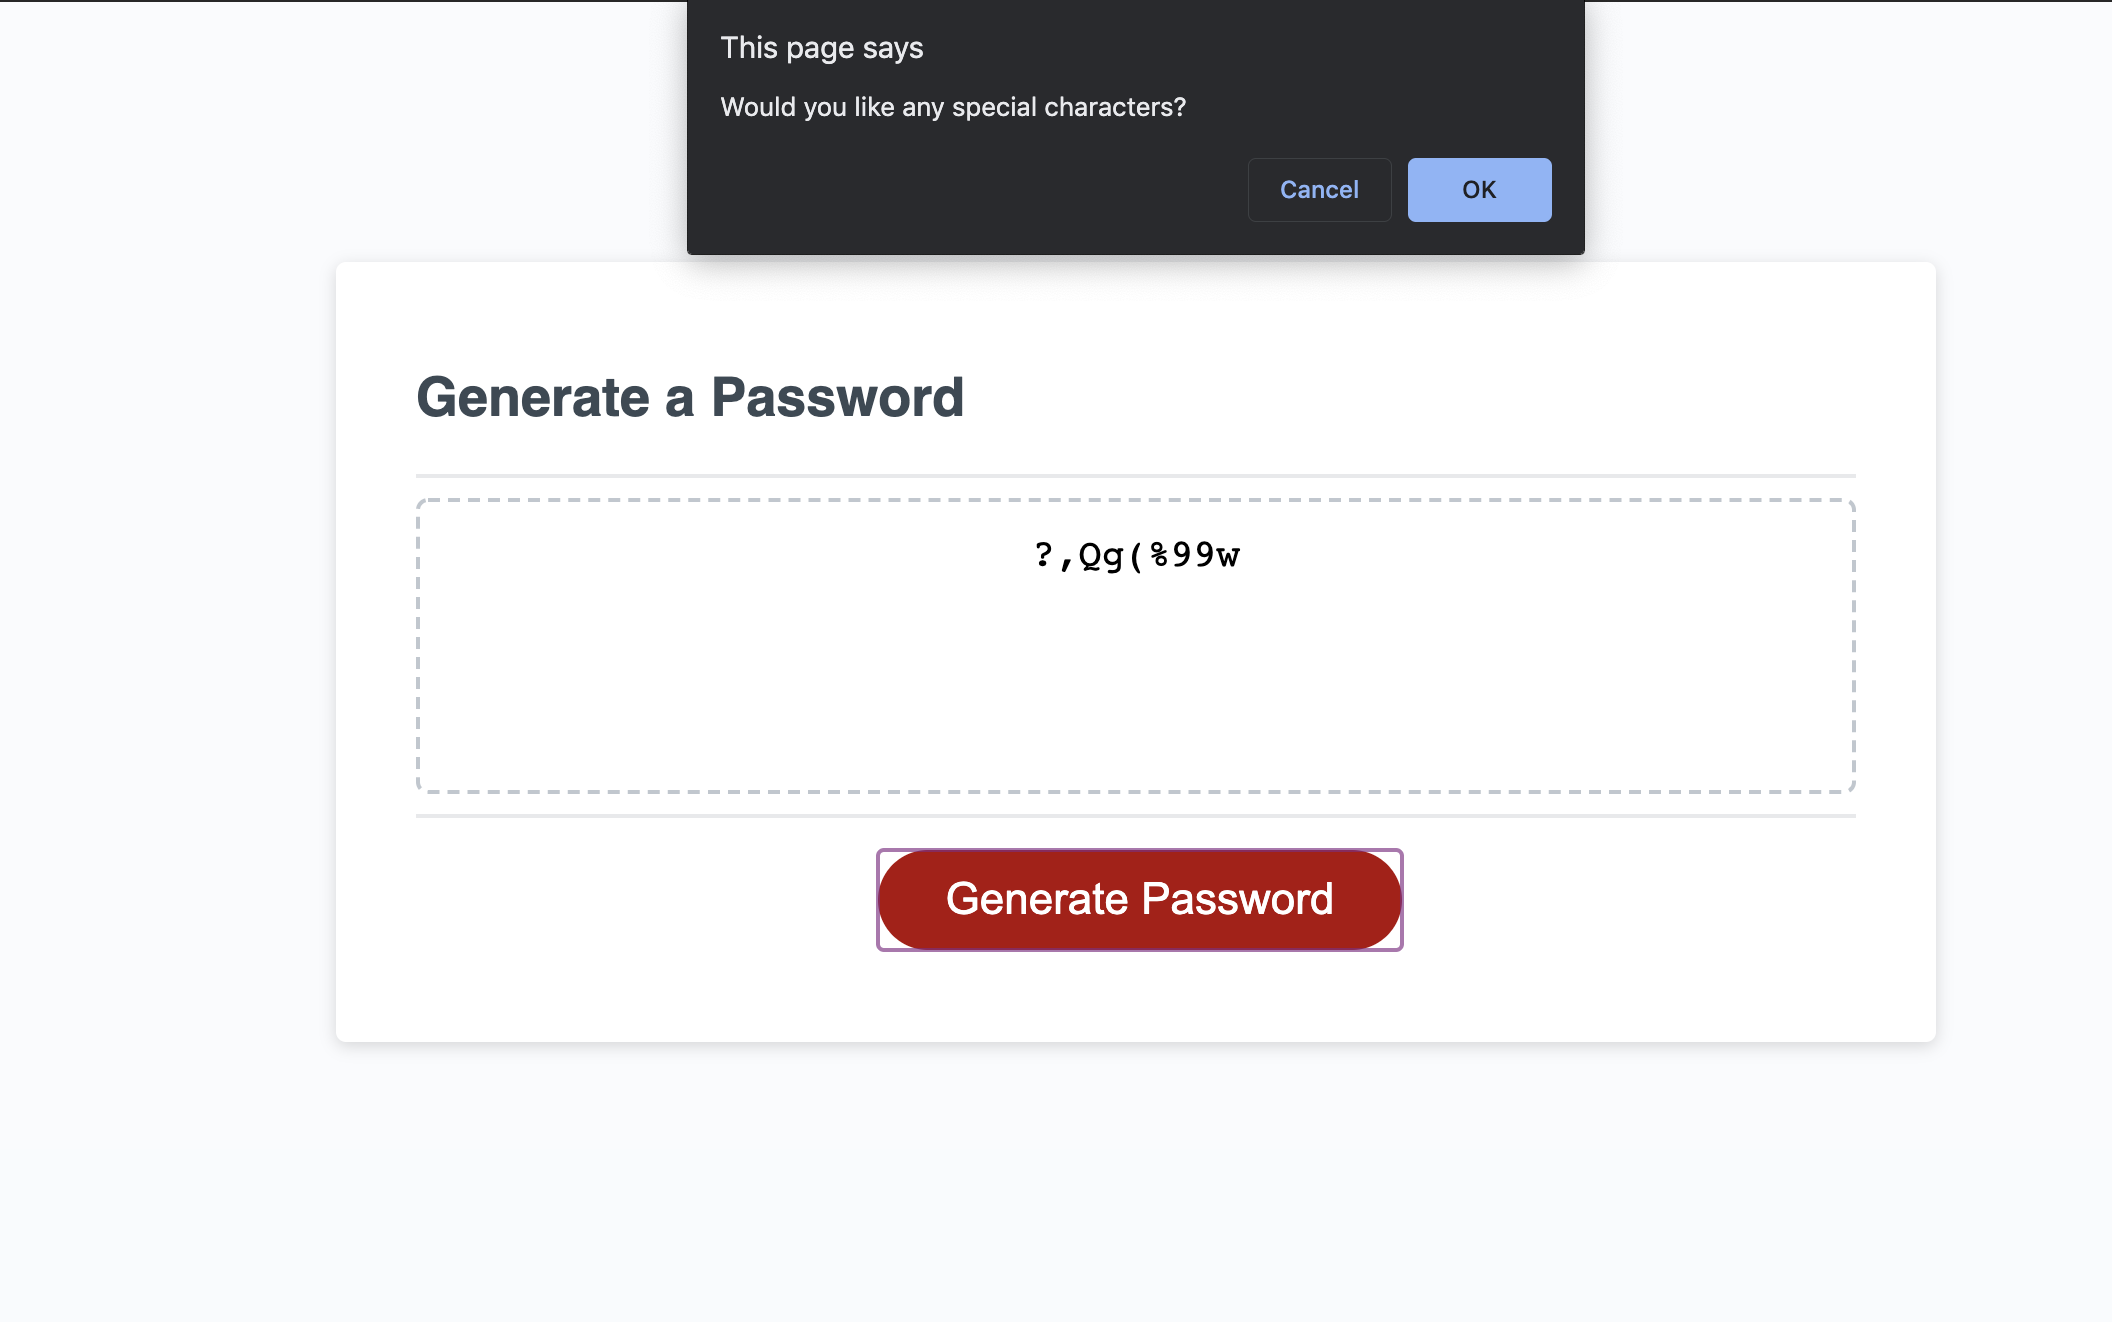 This page says
Would you like any special characters?
Cancel
OK
Generate a Password
?,Qg(%99w
Generate Password